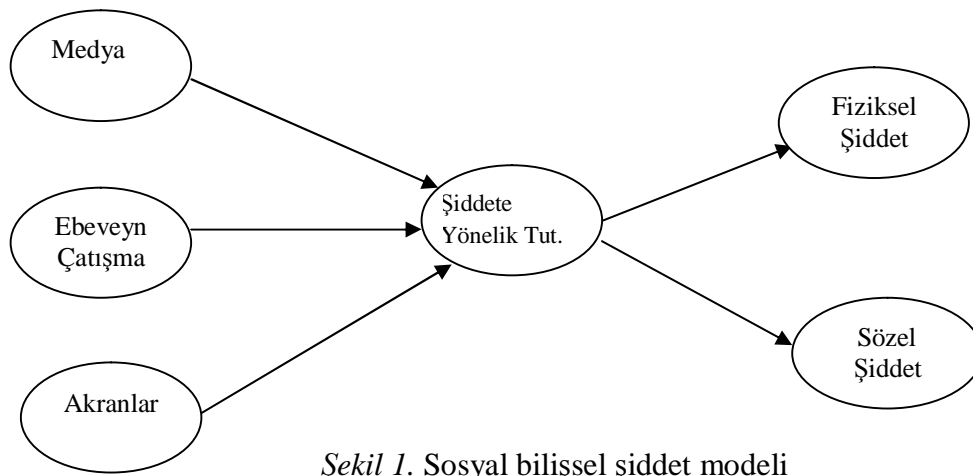 Medya
Ebeveyn
Çatışma
Akranlar
Şiddete
Yönelik Tut.
Fiziksel
Şiddet
Sözel
Şiddet
Şekil 1. Sosyal bilişsel şiddet modeli